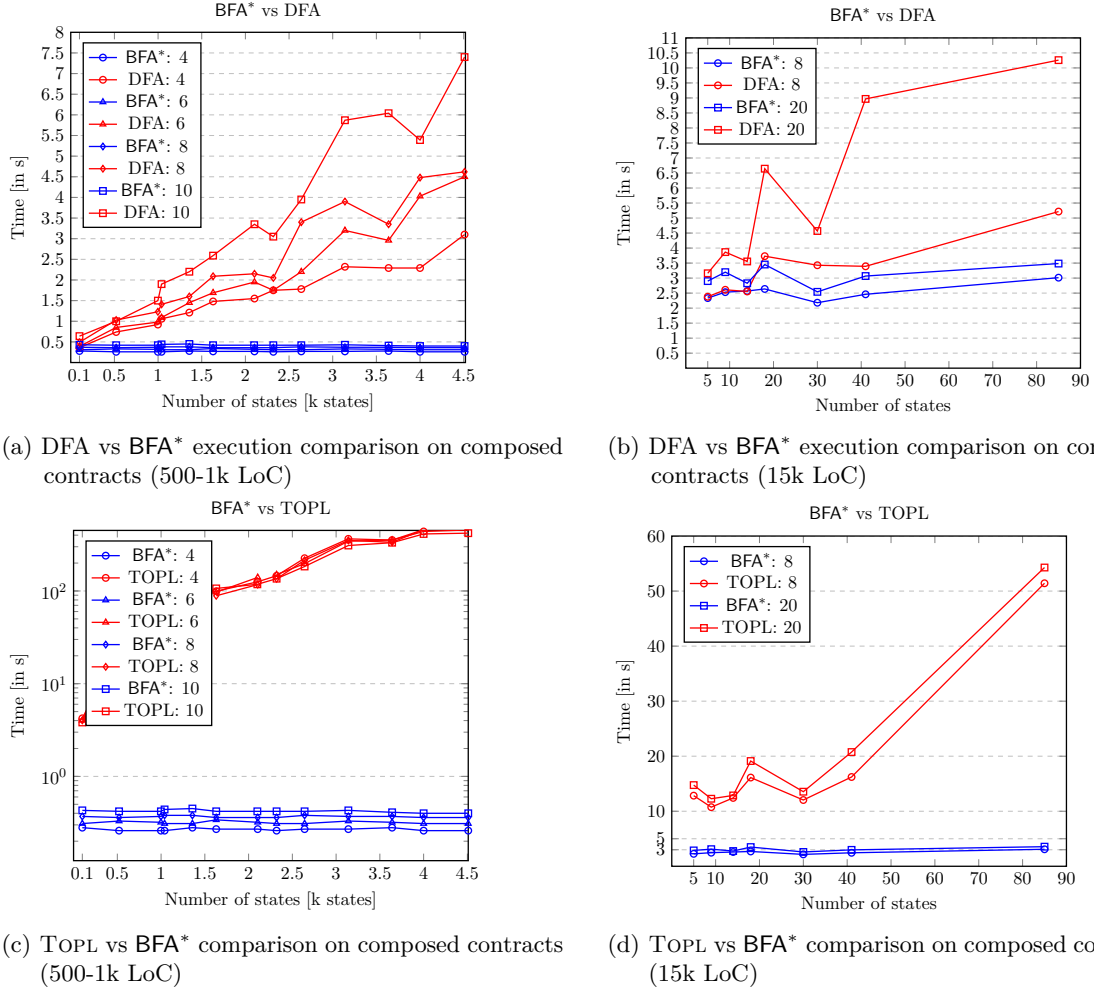 BFA* vs DFA
8
7.5
7
6.5
6
5.5
5
4.5
4
3.5
3
2.5
2
1.5
1
0.5
Time [in s]
BFA*: 4
DFA: 4
BFA*: 6
DFA: 6
BFA*: 8
DFA: 8
BFA*: 10
DFA: 10
0.1 0.5 1 1.5 2 2.5 3 3.5 4 4.5
Number of states [k states]
(a) DFA vs BFA* execution comparison on composed
contracts (500-1k LoC)
BFA* vs DFA
11
10.5
10
9.5
9
8.5
8
7.5
7
6.5
6
5.5
5
4.5
4
3.5
3
2.5
2
1.5
1
0.5
Time [in s]
BFA*: 8
DFA: 8
BFA*: 20
DFA: 20
5 10 20 30 40 50 60 70 80 90
Number of states
(b) DFA vs BFA* execution comparison on co
contracts (15k LoC)
BFA* vs TOPL
10²
10¹
10⁰
Time [in s]
BFA*: 4
TOPL: 4
BFA*: 6
TOPL: 6
BFA*: 8
TOPL: 8
BFA*: 10
TOPL: 10
0.1 0.5 1 1.5 2 2.5 3 3.5 4 4.5
Number of states [k states]
(c) TOPL vs BFA* comparison on composed contracts
(500-1k LoC)
BFA* vs TOPL
60
50
40
30
20
10
5
3
Time [in s]
BFA*: 8
TOPL: 8
BFA*: 20
TOPL: 20
5 10 20 30 40 50 60 70 80 90
Number of states
(d) TOPL vs BFA* comparison on composed co
(15k LoC)